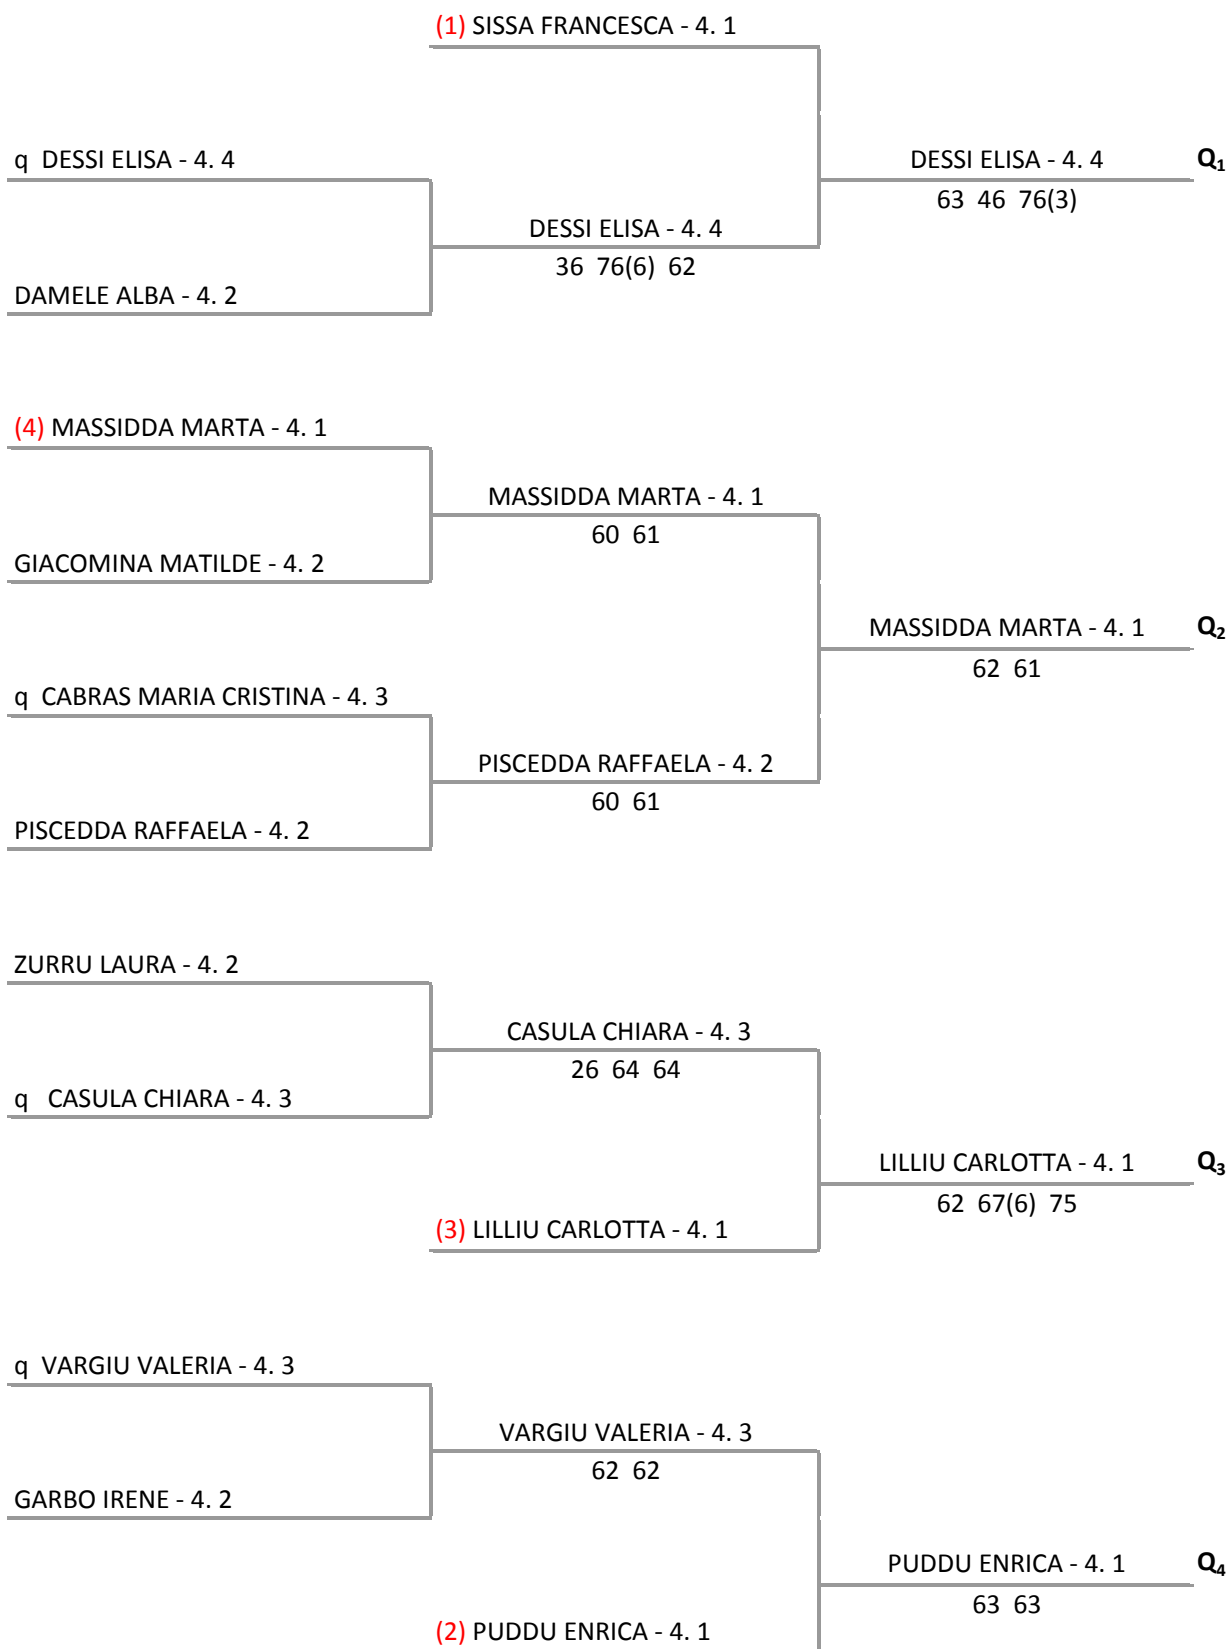 (1) SISSA FRANCESCA - 4. 1
q DESSI ELISA - 4. 4
DESSI ELISA - 4. 4 Q1
63 46 76(3)
DESSI ELISA - 4. 4
36 76(6) 62
DAMELE ALBA - 4. 2
(4) MASSIDDA MARTA - 4. 1
MASSIDDA MARTA - 4. 1
60 61
GIACOMINA MATILDE - 4. 2
MASSIDDA MARTA - 4. 1 Q2
62 61
q CABRAS MARIA CRISTINA - 4. 3
PISCEDDA RAFFAELA - 4. 2
60 61
PISCEDDA RAFFAELA - 4. 2
ZURRU LAURA - 4. 2
CASULA CHIARA - 4. 3
26 64 64
q CASULA CHIARA - 4. 3
LILLIU CARLOTTA - 4. 1 Q3
62 67(6) 75
(3) LILLIU CARLOTTA - 4. 1
q VARGIU VALERIA - 4. 3
VARGIU VALERIA - 4. 3
62 62
GARBO IRENE - 4. 2
PUDDU ENRICA - 4. 1 Q4
63 63
(2) PUDDU ENRICA - 4. 1